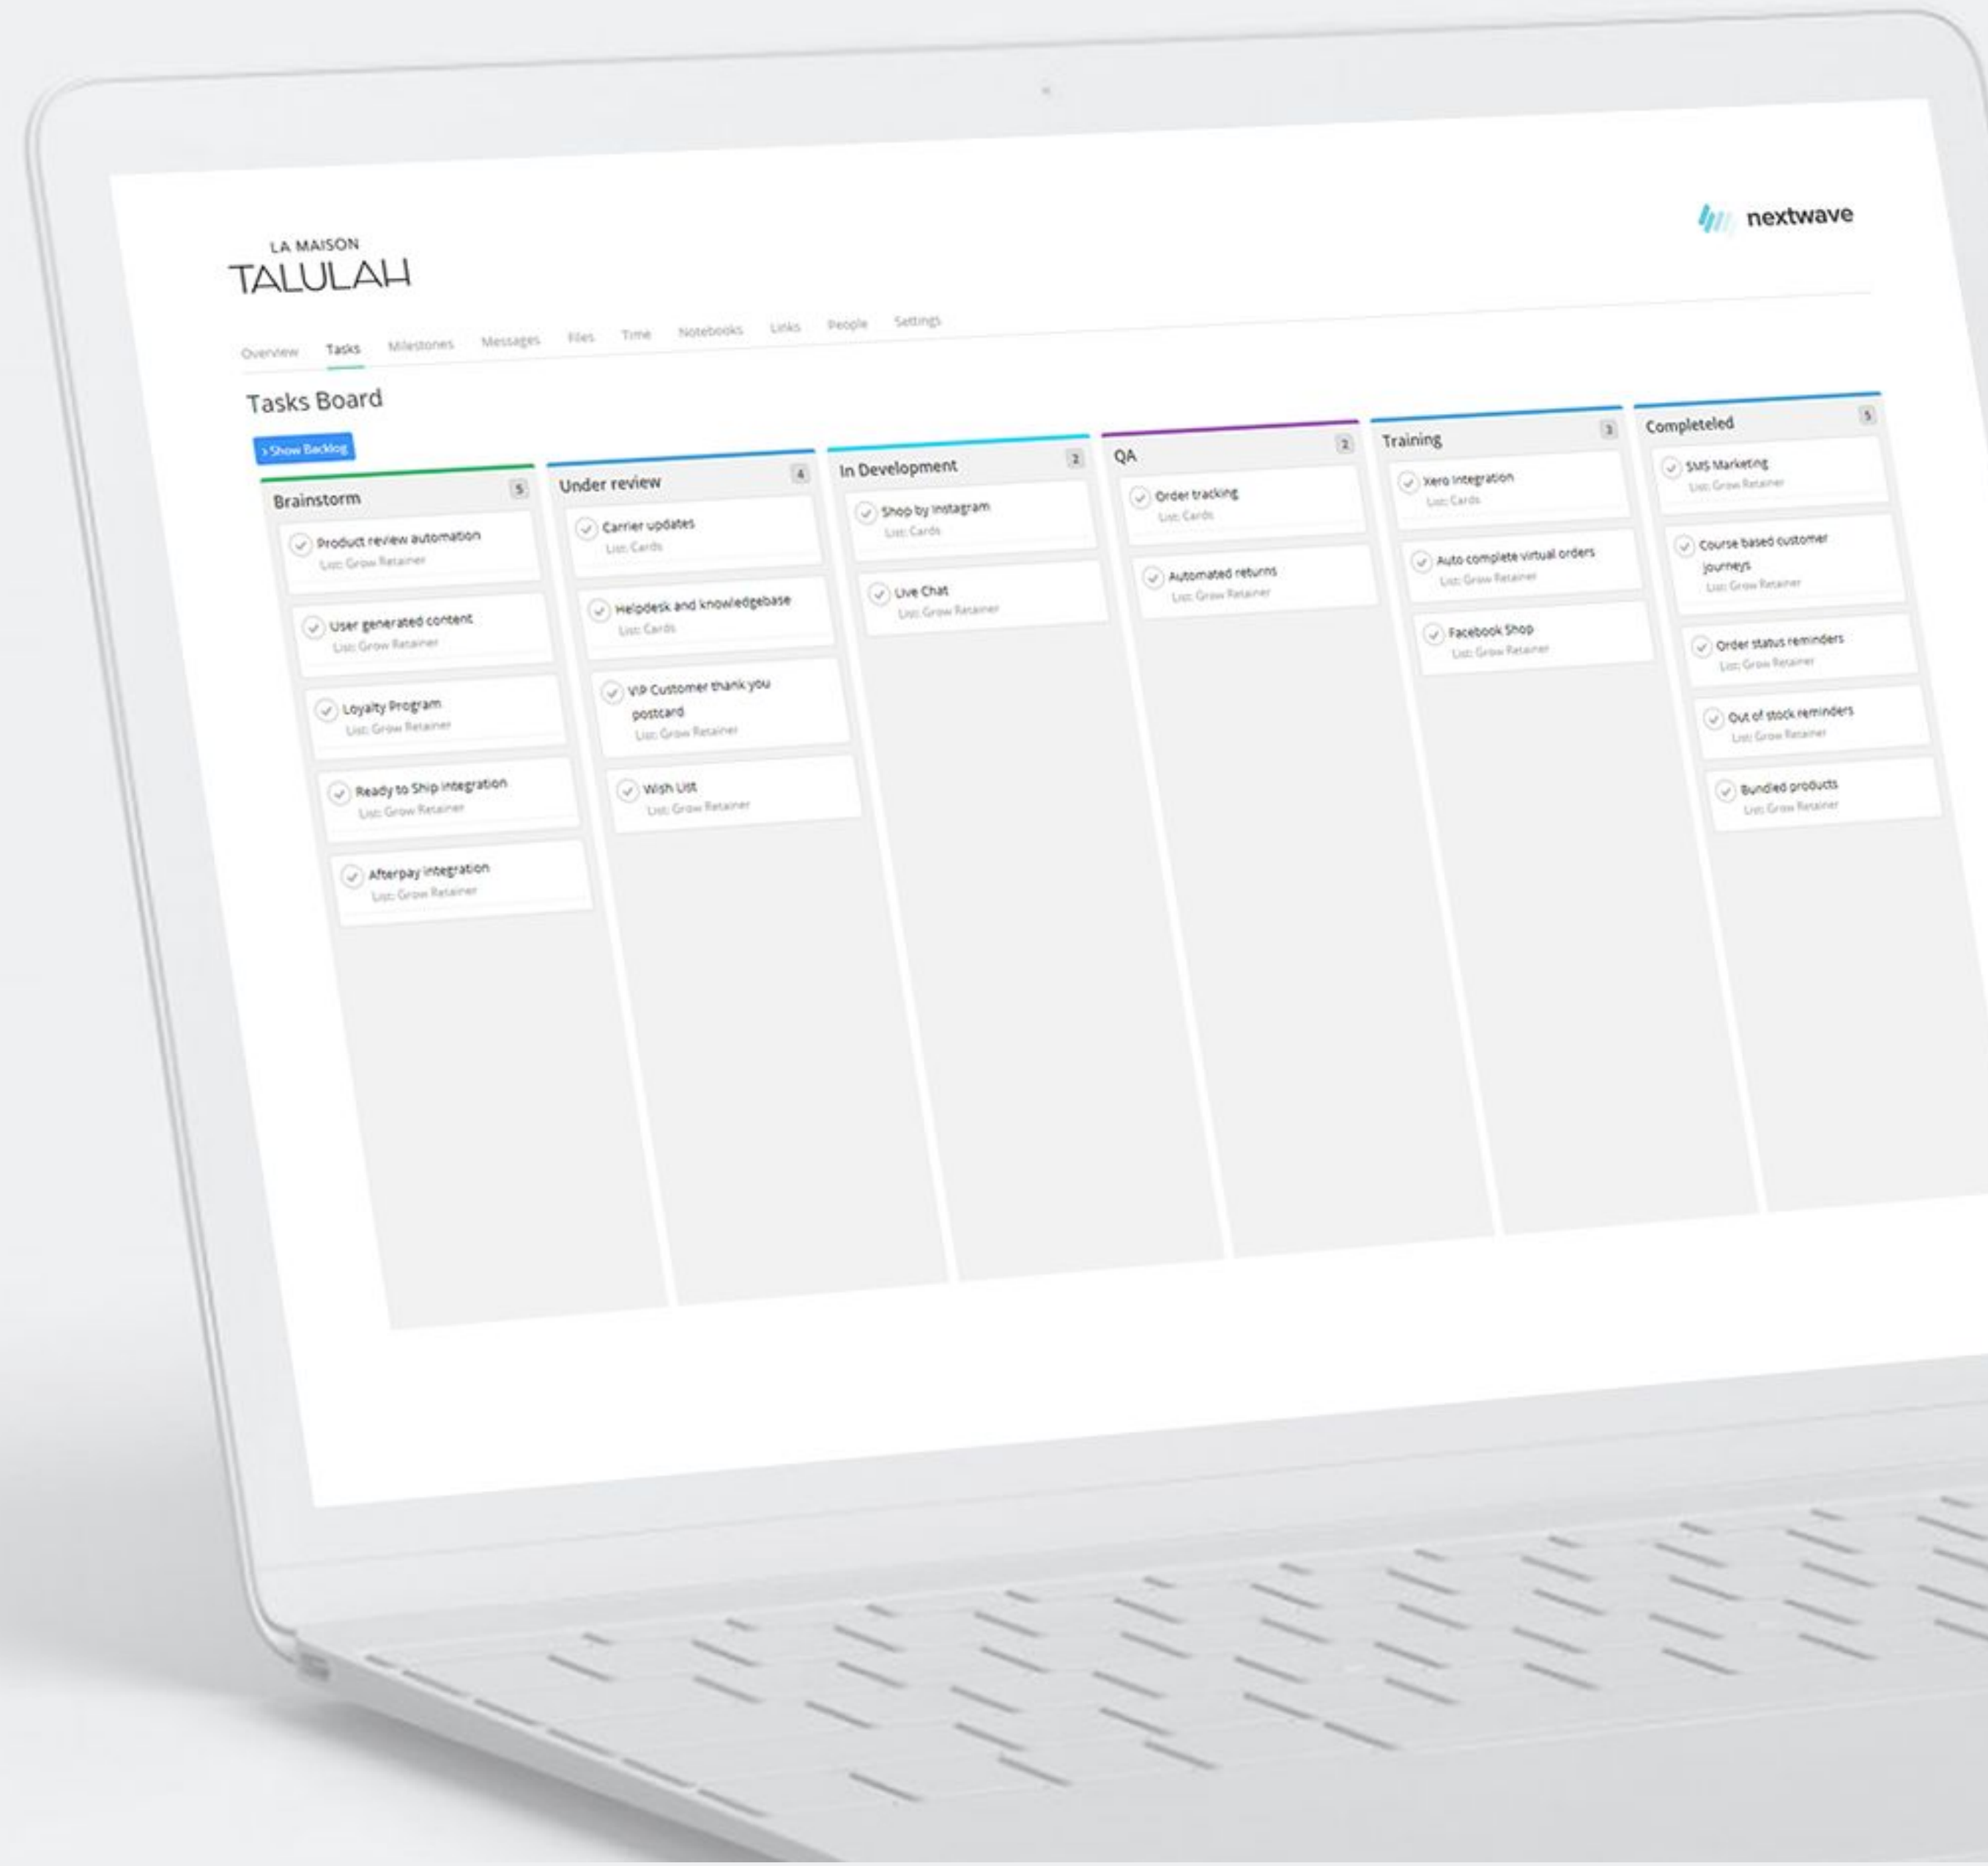 LA MAISON
TALULAH
nextwave
Overview Tasks Milestones Messages Files Time Notebooks Links People Settings
Tasks Board
› Show Backlog
Brainstorm 5
Product review automation
List: Grow Retainer
User generated content
List: Grow Retainer
Loyalty Program
List: Grow Retainer
Ready to Ship integration
List: Grow Retainer
Afterpay integration
List: Grow Retainer
Under review 4
Carrier updates
List: Cards
Helpdesk and knowledgebase
List: Cards
VIP Customer thank you
postcard
List: Grow Retainer
Wish List
List: Grow Retainer
In Development 2
Shop by Instagram
List: Cards
Live Chat
List: Grow Retainer
QA 2
Order tracking
List: Cards
Automated returns
List: Grow Retainer
Training 3
Xero Integration
List: Cards
Auto complete virtual orders
List: Grow Retainer
Facebook Shop
List: Grow Retainer
Completeled 5
SMS Marketing
List: Grow Retainer
Course based customer
journeys
List: Grow Retainer
Order status reminders
List: Grow Retainer
Out of stock reminders
List: Grow Retainer
Bundled products
List: Grow Retainer